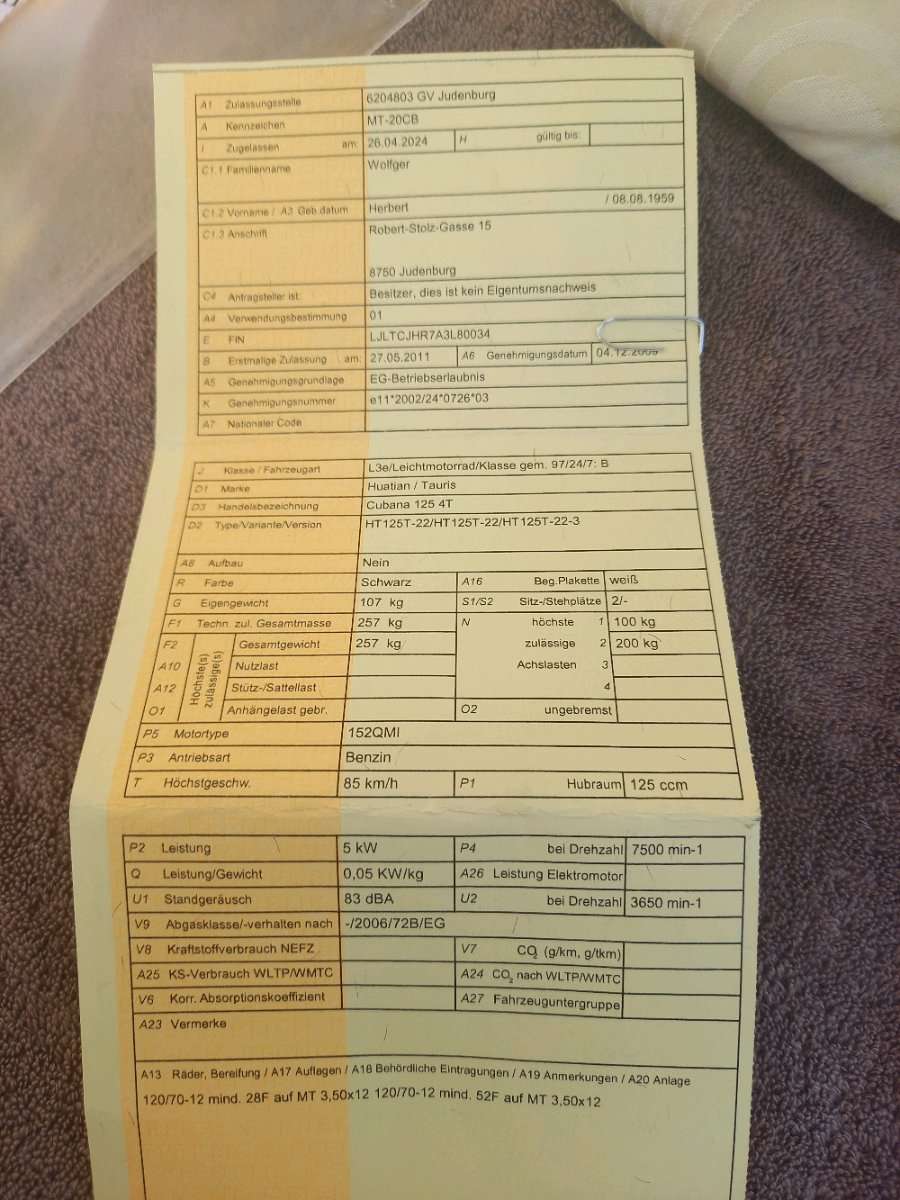 A1 Zulassungsstelle 6204803 GV Judenburg
A Kennzeichen MT-20CB
I Zugelassen am: 26.04.2024 H gültig bis:
C1.1 Familienname Wolfger
C1.2 Vorname / A3 Geb.datum Herbert / 08.08.1959
C1.3 Anschrift Robert-Stolz-Gasse 15
8750 Judenburg
C4 Antragsteller ist: Besitzer, dies ist kein Eigentumsnachweis
A4 Verwendungsbestimmung 01
E FIN LJLTCJHR7A3L80034
B Erstmalige Zulassung am: 27.05.2011 A6 Genehmigungsdatum 04.12.2009
A5 Genehmigungsgrundlage EG-Betriebserlaubnis
K Genehmigungsnummer e11*2002/24*0726*03
A7 Nationaler Code
J Klasse / Fahrzeugart L3e/Leichtmotorrad/Klasse gem. 97/24/7: B
D1 Marke Huatian / Tauris
D3 Handelsbezeichnung Cubana 125 4T
D2 Type/Variante/Version HT125T-22/HT125T-22/HT125T-22-3
A8 Aufbau Nein
R Farbe Schwarz A16 Beg.Plakette weiß
G Eigengewicht 107 kg S1/S2 Sitz-/Stehplätze 2/-
F1 Techn. zul. Gesamtmasse 257 kg N höchste 1 100 kg
F2 Höchste(s) zulässige(s) Gesamtgewicht 257 kg zulässige 2 200 kg
A10 Nutzlast Achslasten 3
A12 Stütz-/Sattellast 4
O1 Anhängelast gebr. O2 ungebremst
P5 Motortype 152QMI
P3 Antriebsart Benzin
T Höchstgeschw. 85 km/h P1 Hubraum 125 ccm
P2 Leistung 5 kW P4 bei Drehzahl 7500 min-1
Q Leistung/Gewicht 0,05 KW/kg A26 Leistung Elektromotor
U1 Standgeräusch 83 dBA U2 bei Drehzahl 3650 min-1
V9 Abgasklasse/-verhalten nach -/2006/72B/EG
V8 Kraftstoffverbrauch NEFZ V7 CO2 (g/km, g/tkm)
A25 KS-Verbrauch WLTP/WMTC A24 CO2 nach WLTP/WMTC
V6 Korr. Absorptionskoeffizient A27 Fahrzeuguntergruppe
A23 Vermerke
A13 Räder, Bereifung / A17 Auflagen / A18 Behördliche Eintragungen / A19 Anmerkungen / A20 Anlage
120/70-12 mind. 28F auf MT 3,50x12 120/70-12 mind. 52F auf MT 3,50x12